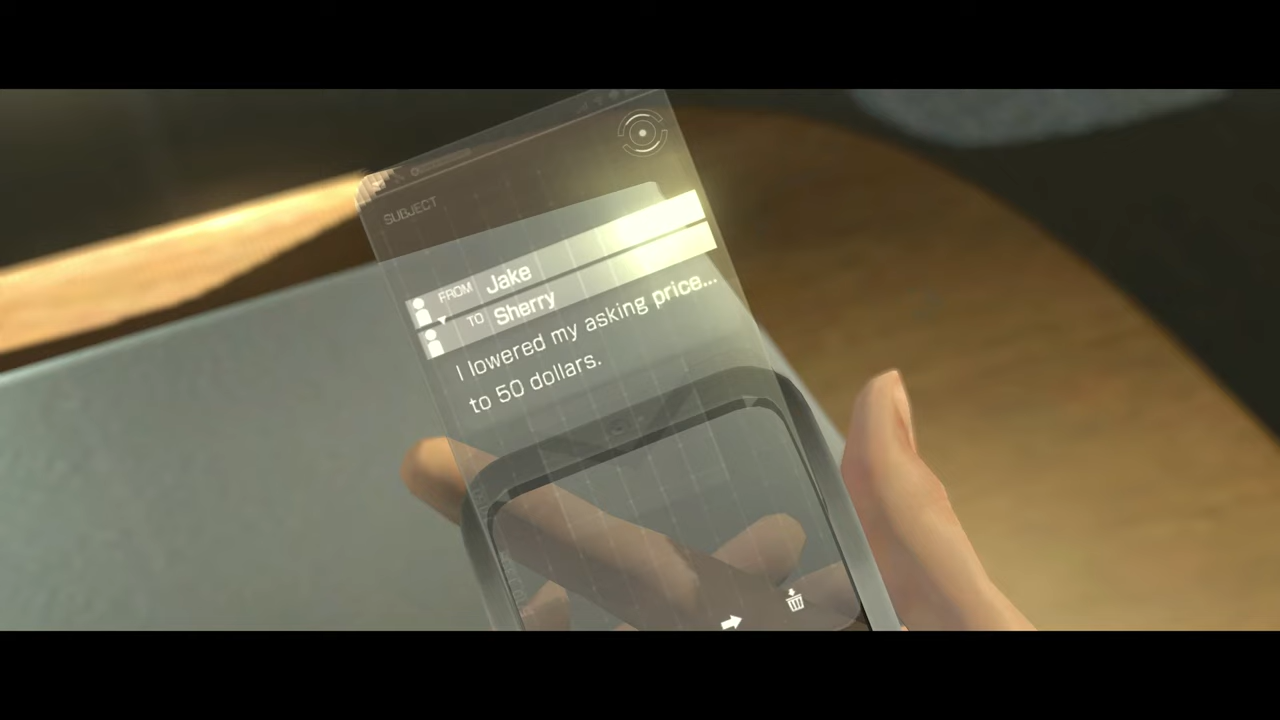 SUBJECT
FROM Jake
TO Sherry
I lowered my asking price...
to 50 dollars.